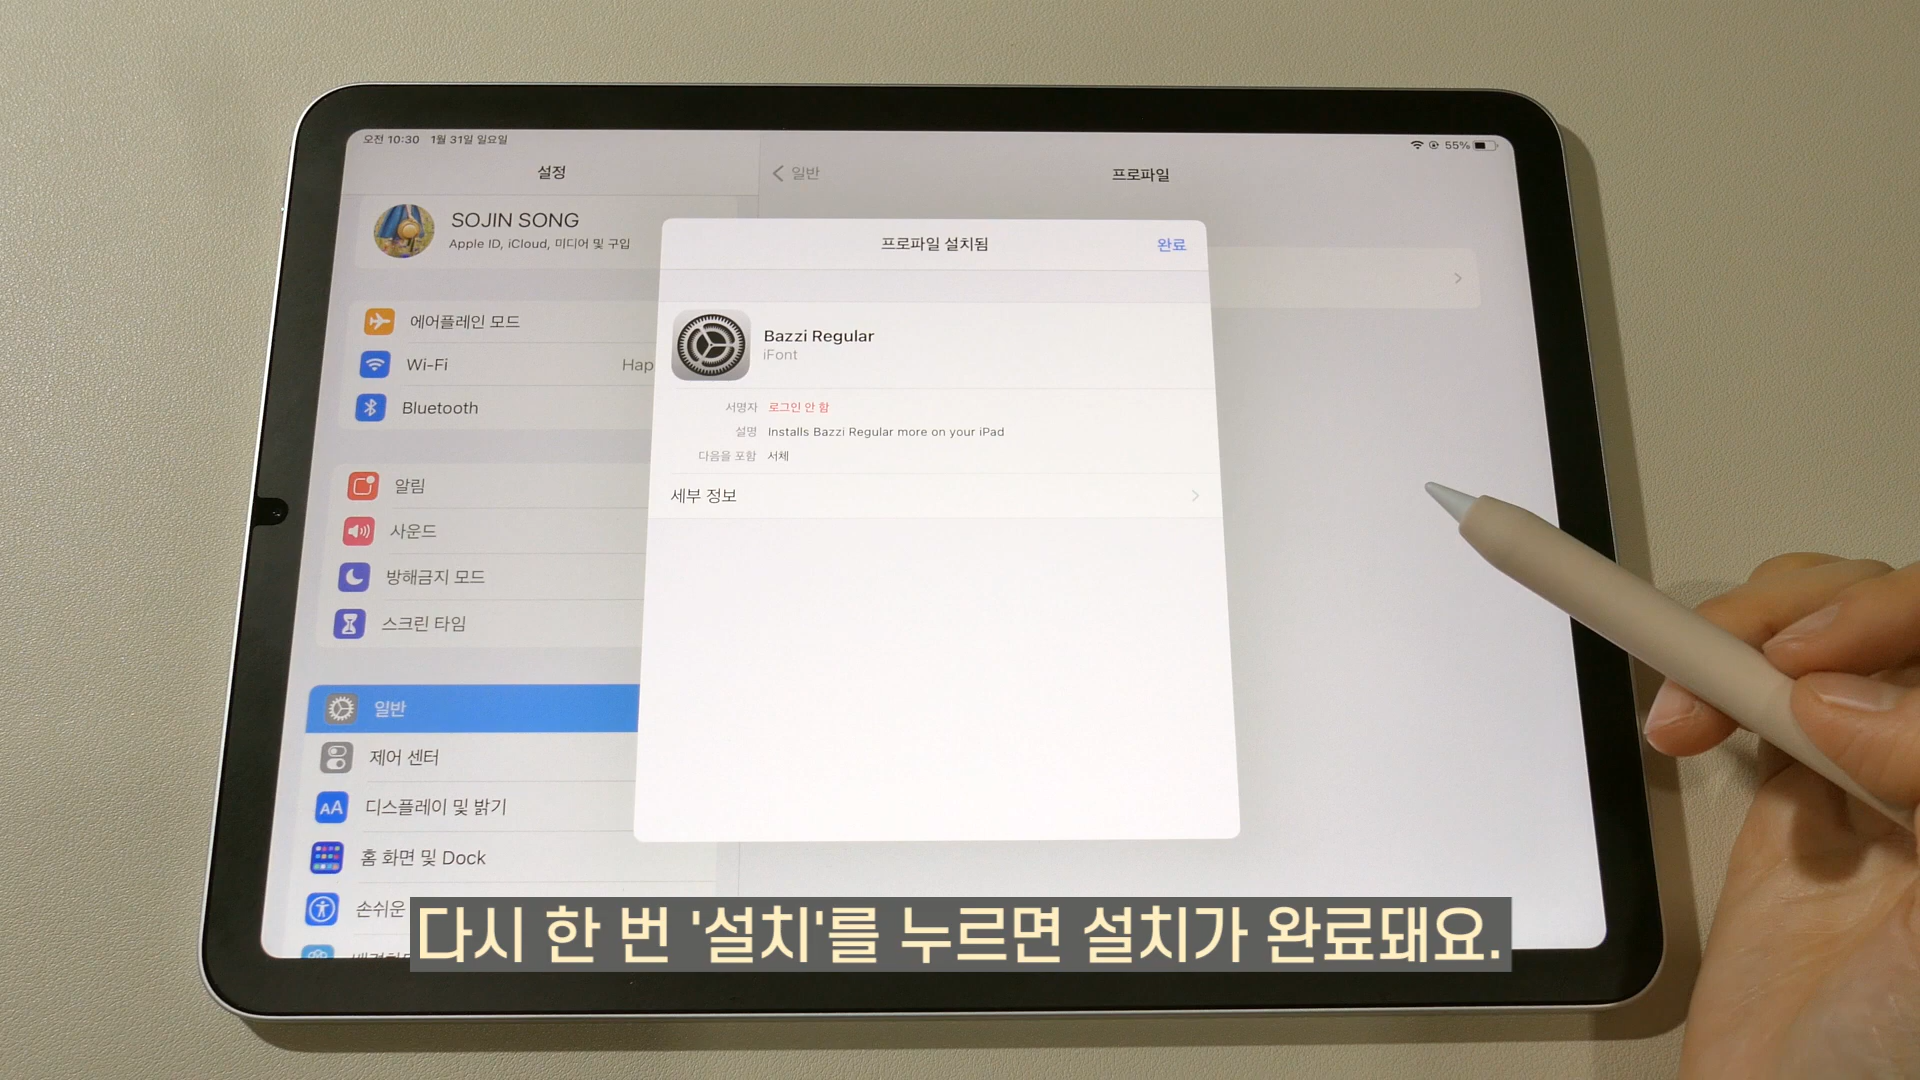 오전 10:30 1월 31일 일요일
55%
설정
일반
프로파일
SOJIN SONG
Apple ID, iCloud, 미디어 및 구입
에어플레인 모드
Wi-Fi
Hap
Bluetooth
알림
사운드
방해금지 모드
스크린 타임
일반
제어 센터
AA
디스플레이 및 밝기
홈 화면 및 Dock
손쉬운
프로파일 설치됨
완료
Bazzi Regular
iFont
서명자 로그인 안 함
설명 Installs Bazzi Regular more on your iPad
다음을 포함 서체
세부 정보
다시 한 번 '설치'를 누르면 설치가 완료돼요.